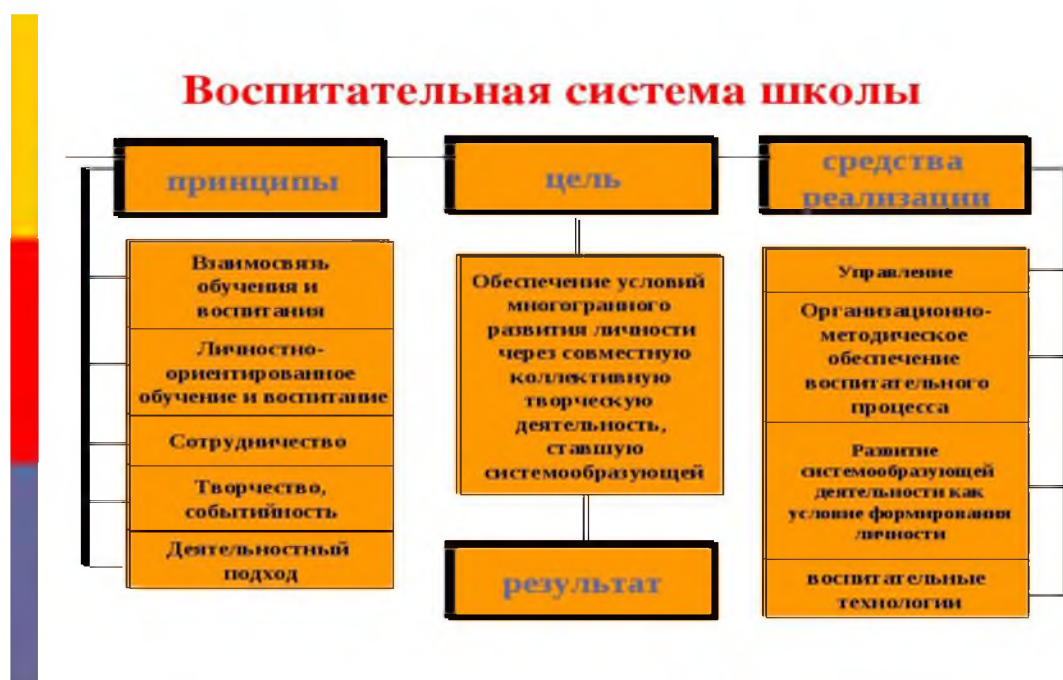 Воспитательная система школы
принципы
Взаимосвязь
обучения и
воспитания
Личностно-
ориентированное
обучение и воспитание
Сотрудничество
Творчество,
событийность
Деятельностный
подход
цель
Обеспечение условий
многогранного
развития личности
через совместную
коллективную
творческую
деятельность,
ставшую
системообразующей
результат
средства
реализации
Управление
Организационно-
методическое
обеспечение
воспитательного
процесса
Развитие
системообразующей
деятельности как
условие формирования
личности
воспитательные
технологии